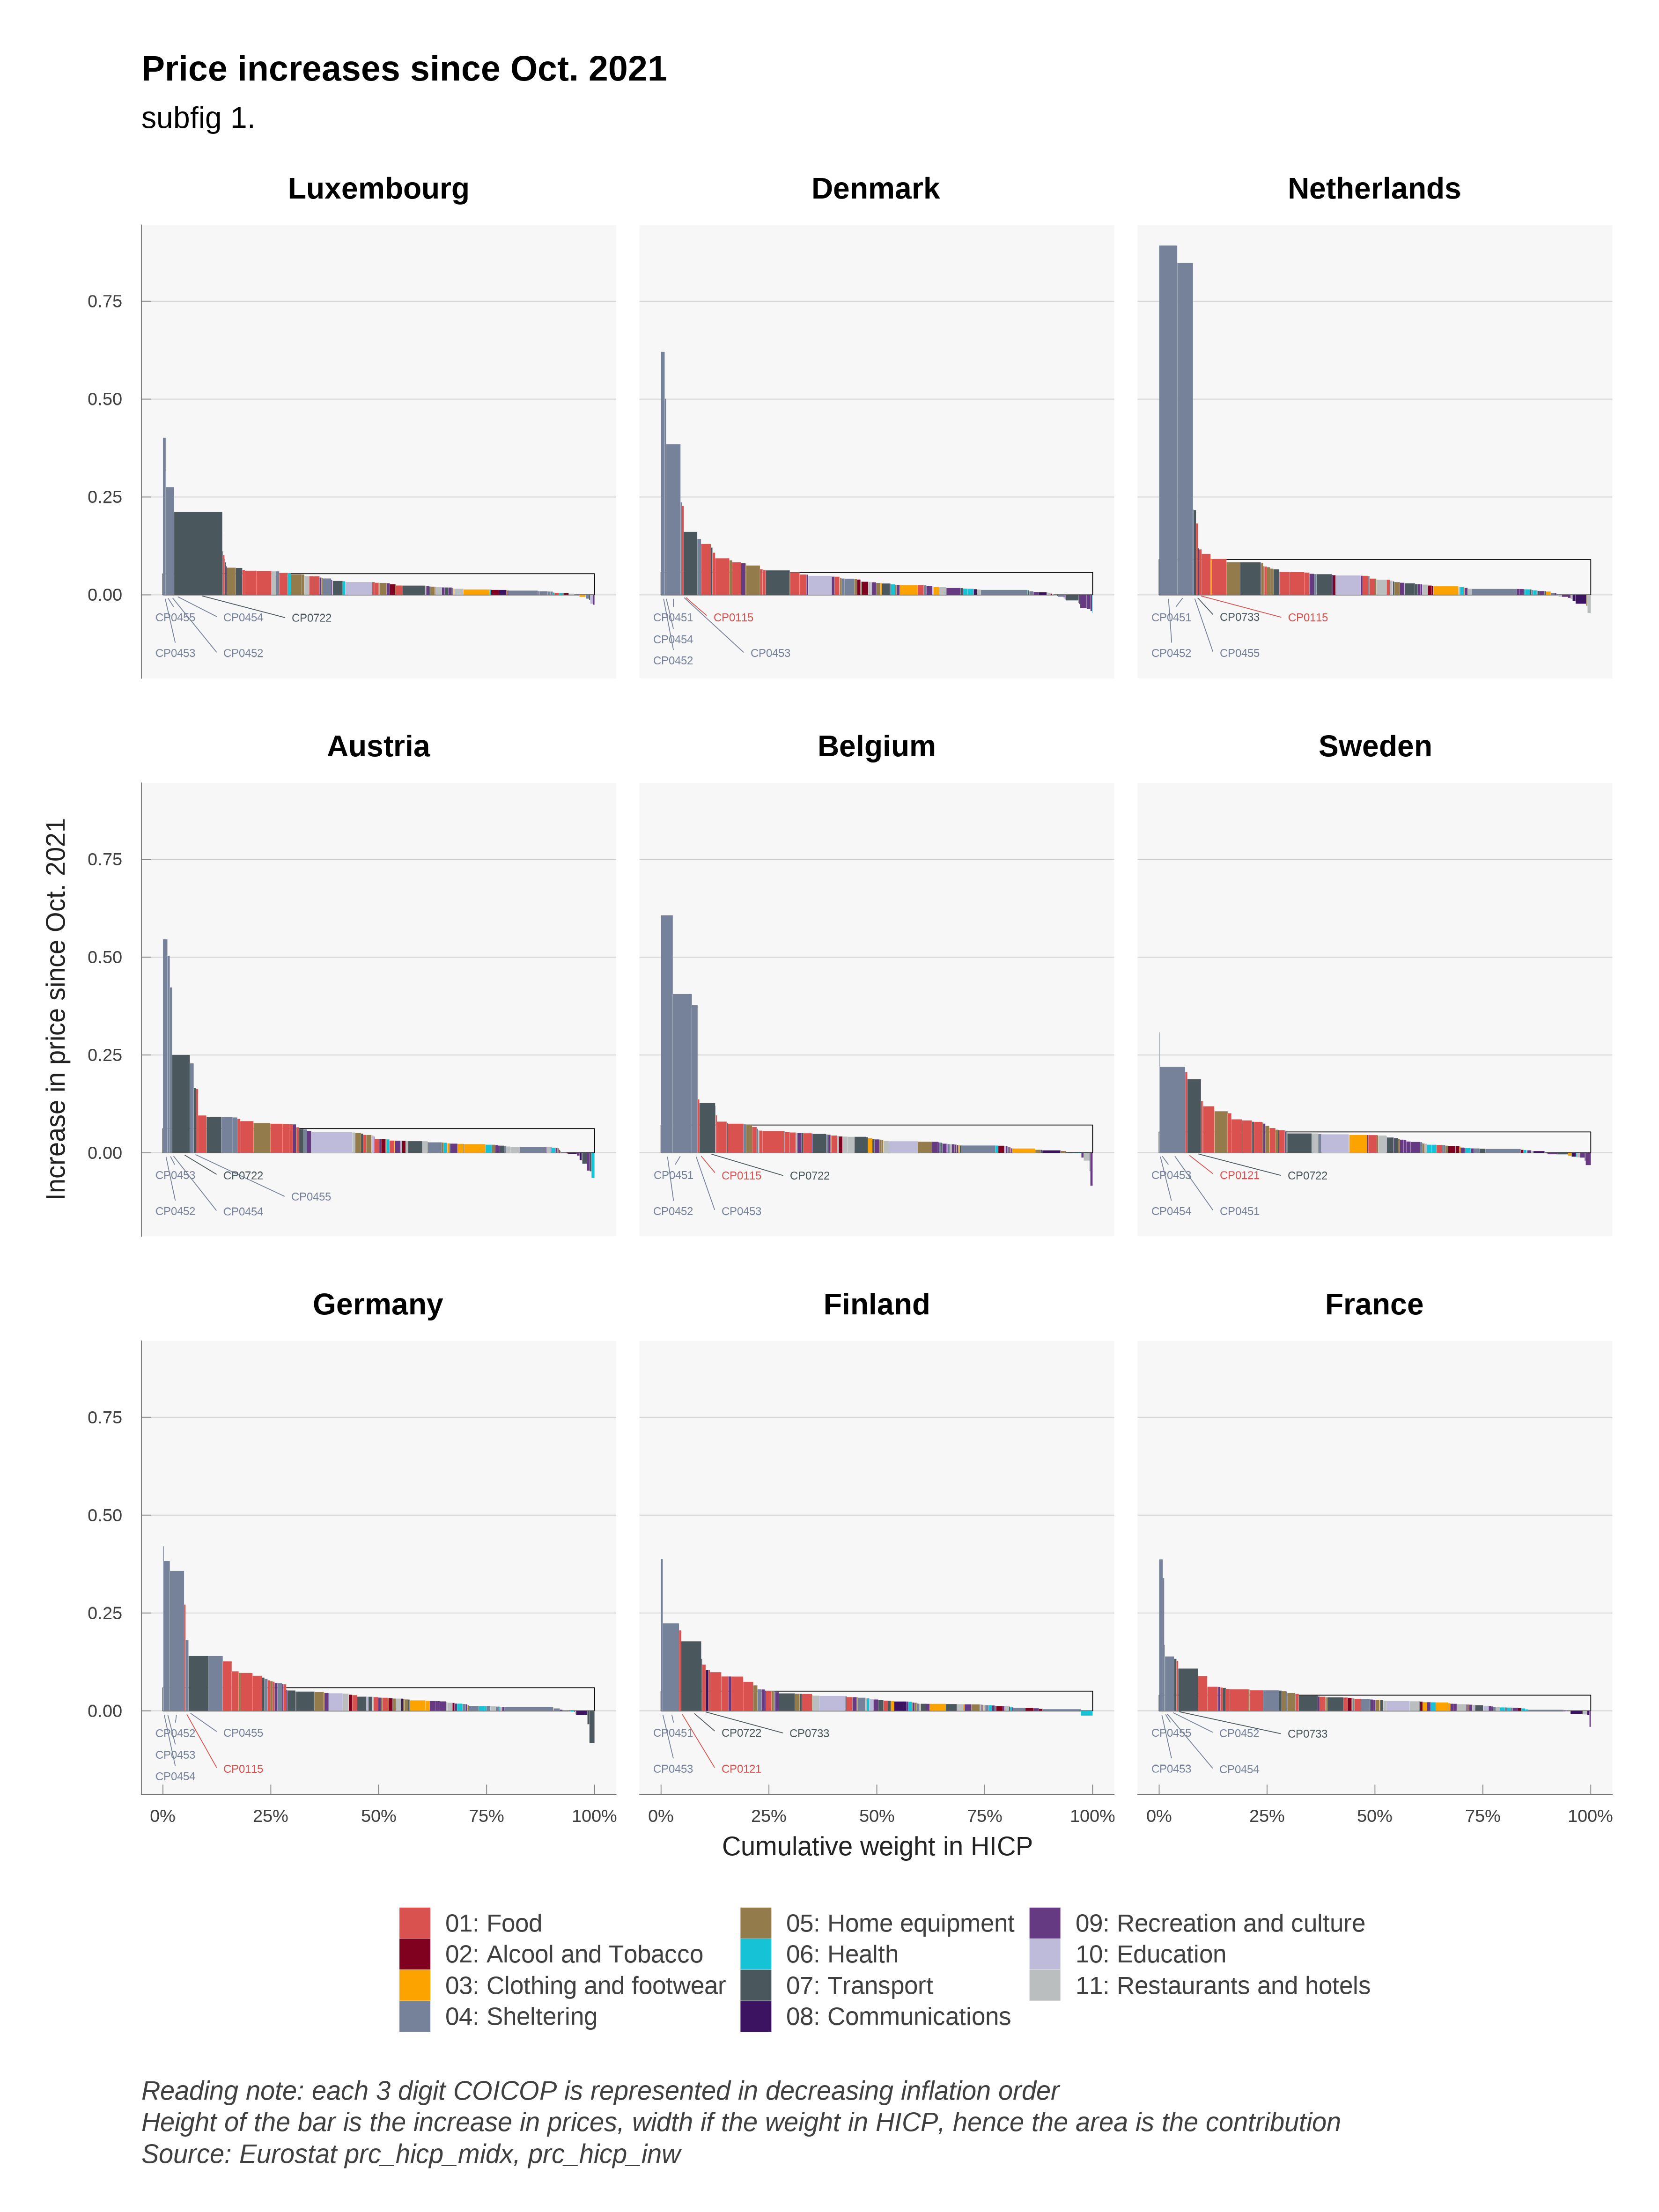 Price increases since Oct. 2021
subfig 1.
Luxembourg Denmark Netherlands
0.75
0.50
0.25
0.00
CP0455 CP0454 CP0722
CP0453 CP0452
CP0451 CP0115
CP0454
CP0453
CP0452
CP0451 CP0733 CP0115
CP0452 CP0455
Austria Belgium Sweden
Increase in price since Oct. 2021
0.75
0.50
0.25
0.00
CP0453 CP0722
CP0455
CP0452 CP0454
CP0451 CP0115 CP0722
CP0452 CP0453
CP0453 CP0121 CP0722
CP0454 CP0451
Germany Finland France
0.75
0.50
0.25
0.00
CP0452 CP0455
CP0453
CP0115
CP0454
CP0451 CP0722 CP0733
CP0453 CP0121
CP0455 CP0452 CP0733
CP0453 CP0454
0% 25% 50% 75% 100% 0% 25% 50% 75% 100% 0% 25% 50% 75% 100%
Cumulative weight in HICP
01: Food 05: Home equipment 09: Recreation and culture
02: Alcool and Tobacco 06: Health 10: Education
03: Clothing and footwear 07: Transport 11: Restaurants and hotels
04: Sheltering 08: Communications
Reading note: each 3 digit COICOP is represented in decreasing inflation order
Height of the bar is the increase in prices, width if the weight in HICP, hence the area is the contribution
Source: Eurostat prc_hicp_midx, prc_hicp_inw